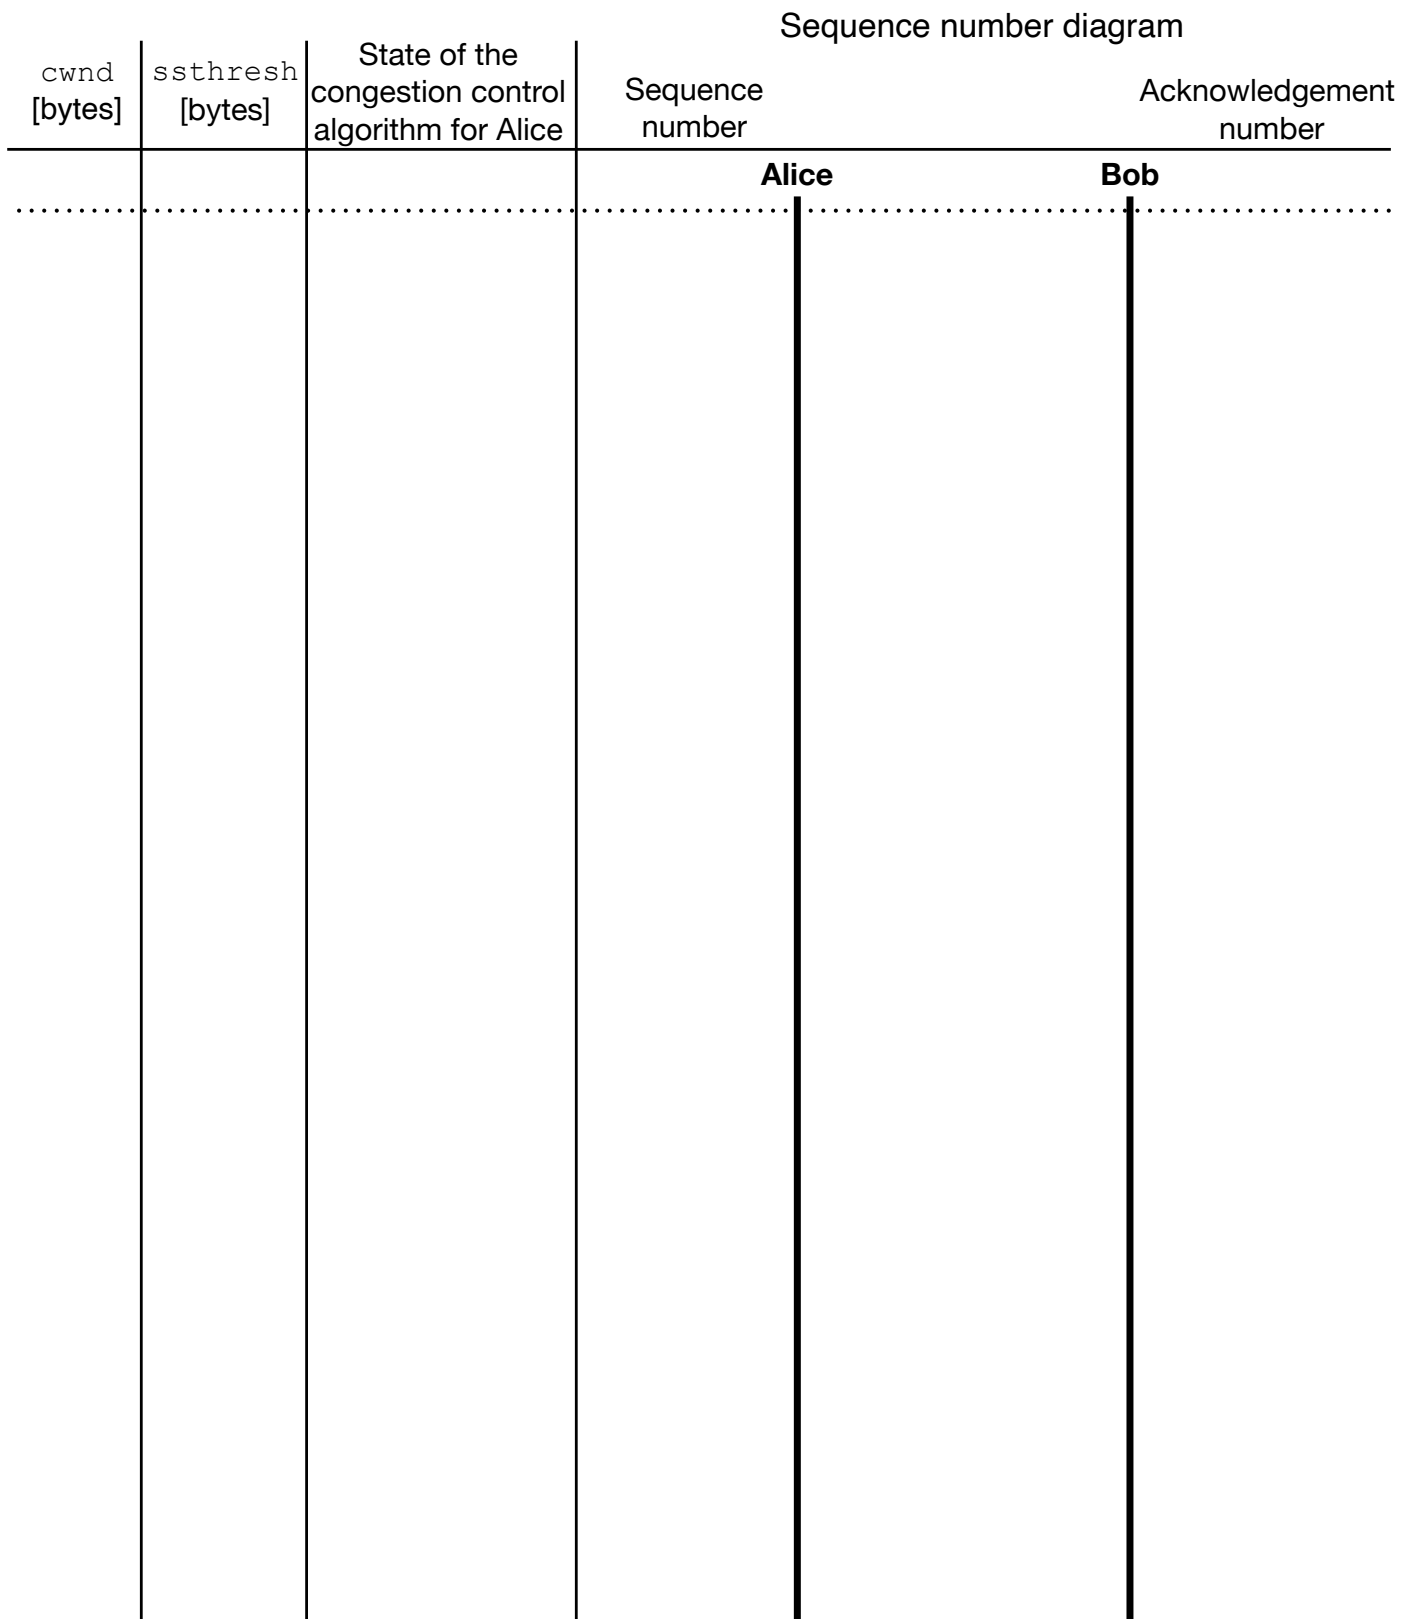 Sequence number diagram
cwnd
[bytes]
ssthresh
[bytes]
State of the
congestion control
algorithm for Alice
Sequence
number
Acknowledgement
number
Alice
Bob